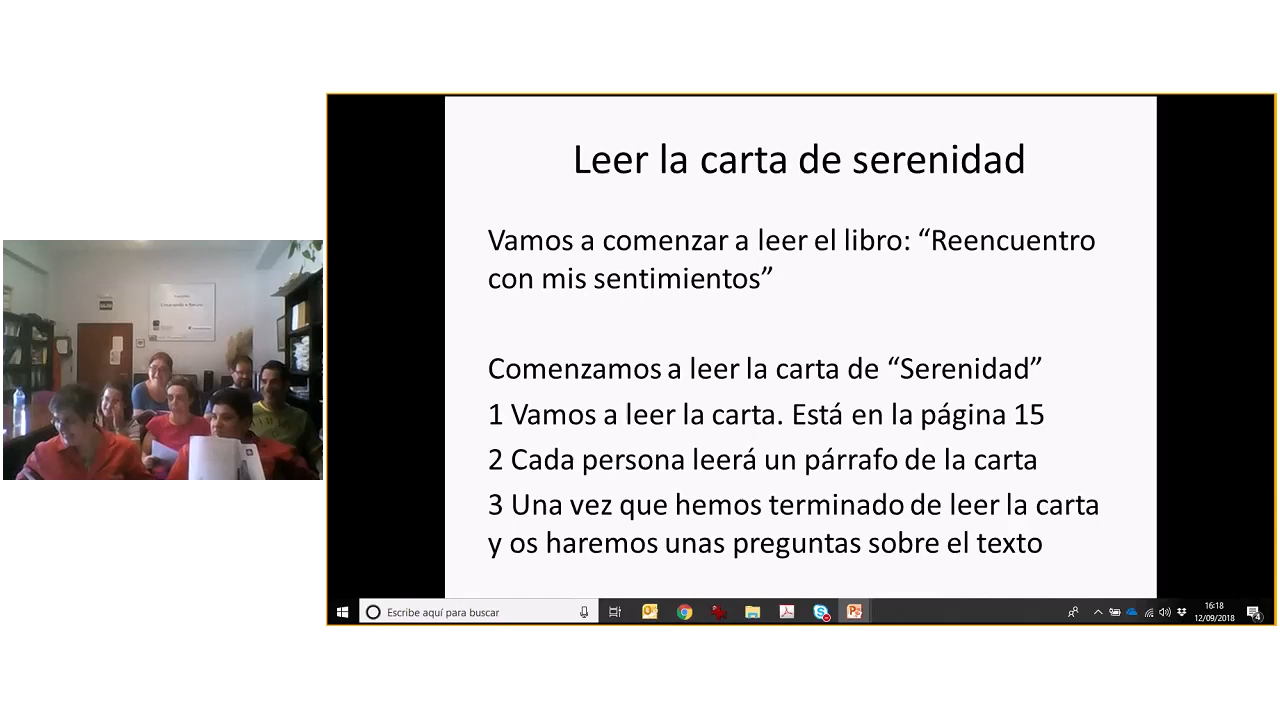 Leer la carta de serenidad
Vamos a comenzar a leer el libro: “Reencuentro
con mis sentimientos”
Comenzamos a leer la carta de “Serenidad”
1 Vamos a leer la carta. Está en la página 15
2 Cada persona leerá un párrafo de la carta
3 Una vez que hemos terminado de leer la carta
y os haremos unas preguntas sobre el texto
Escribe aquí para buscar
16:18
12/09/2018
4